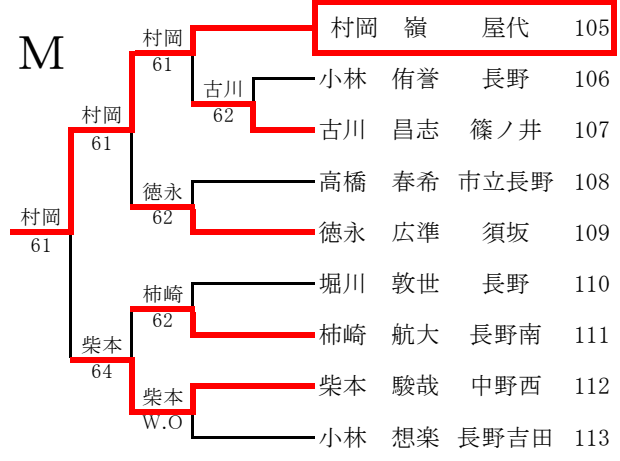 M
村岡 嶺 屋代 105
村岡
61
小林 侑誉 長野 106
古川
62
古川 昌志 篠ノ井 107
村岡
61
高橋 春希 市立長野 108
徳永
62
徳永 広準 須坂 109
村岡
61
堀川 敦世 長野 110
柿崎
62
柿崎 航大 長野南 111
柴本
64
柴本 駿哉 中野西 112
柴本
W.O
小林 想楽 長野吉田 113